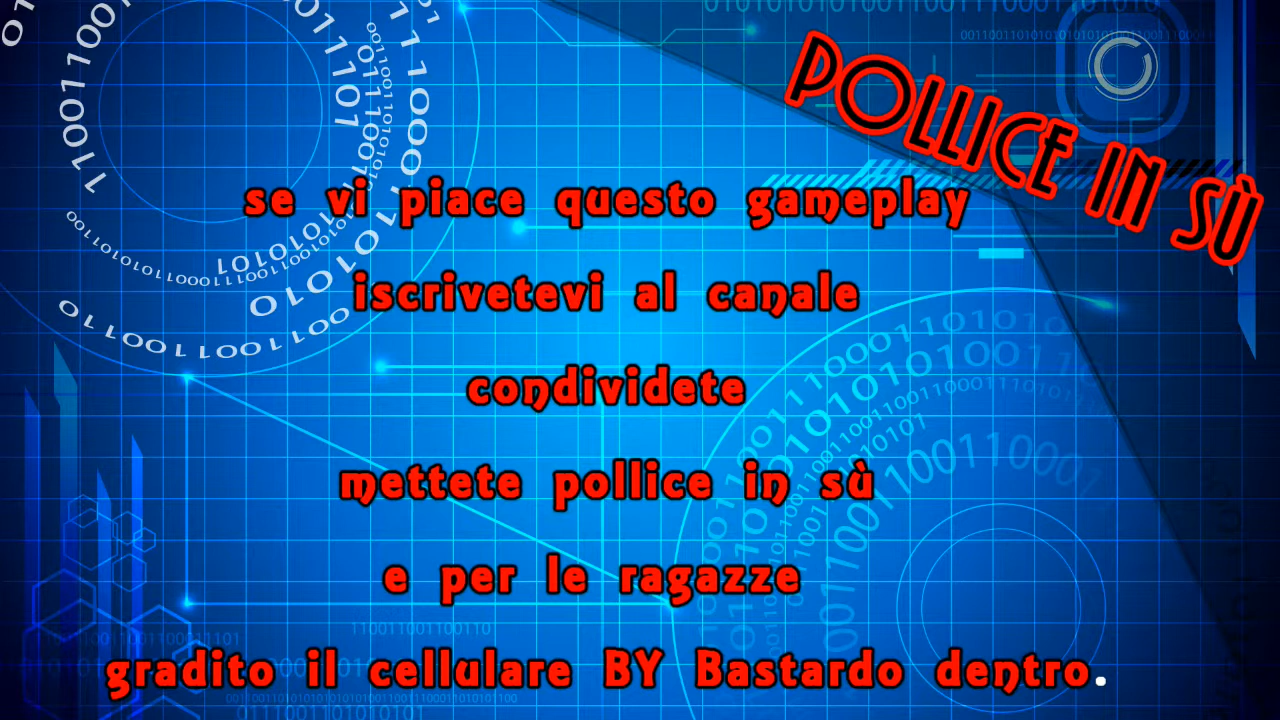 POLLICE IN SÙ
se vi piace questo gameplay
iscrivetevi al canale
condividete
mettete pollice in sù
e per le ragazze
gradito il cellulare BY Bastardo dentro.